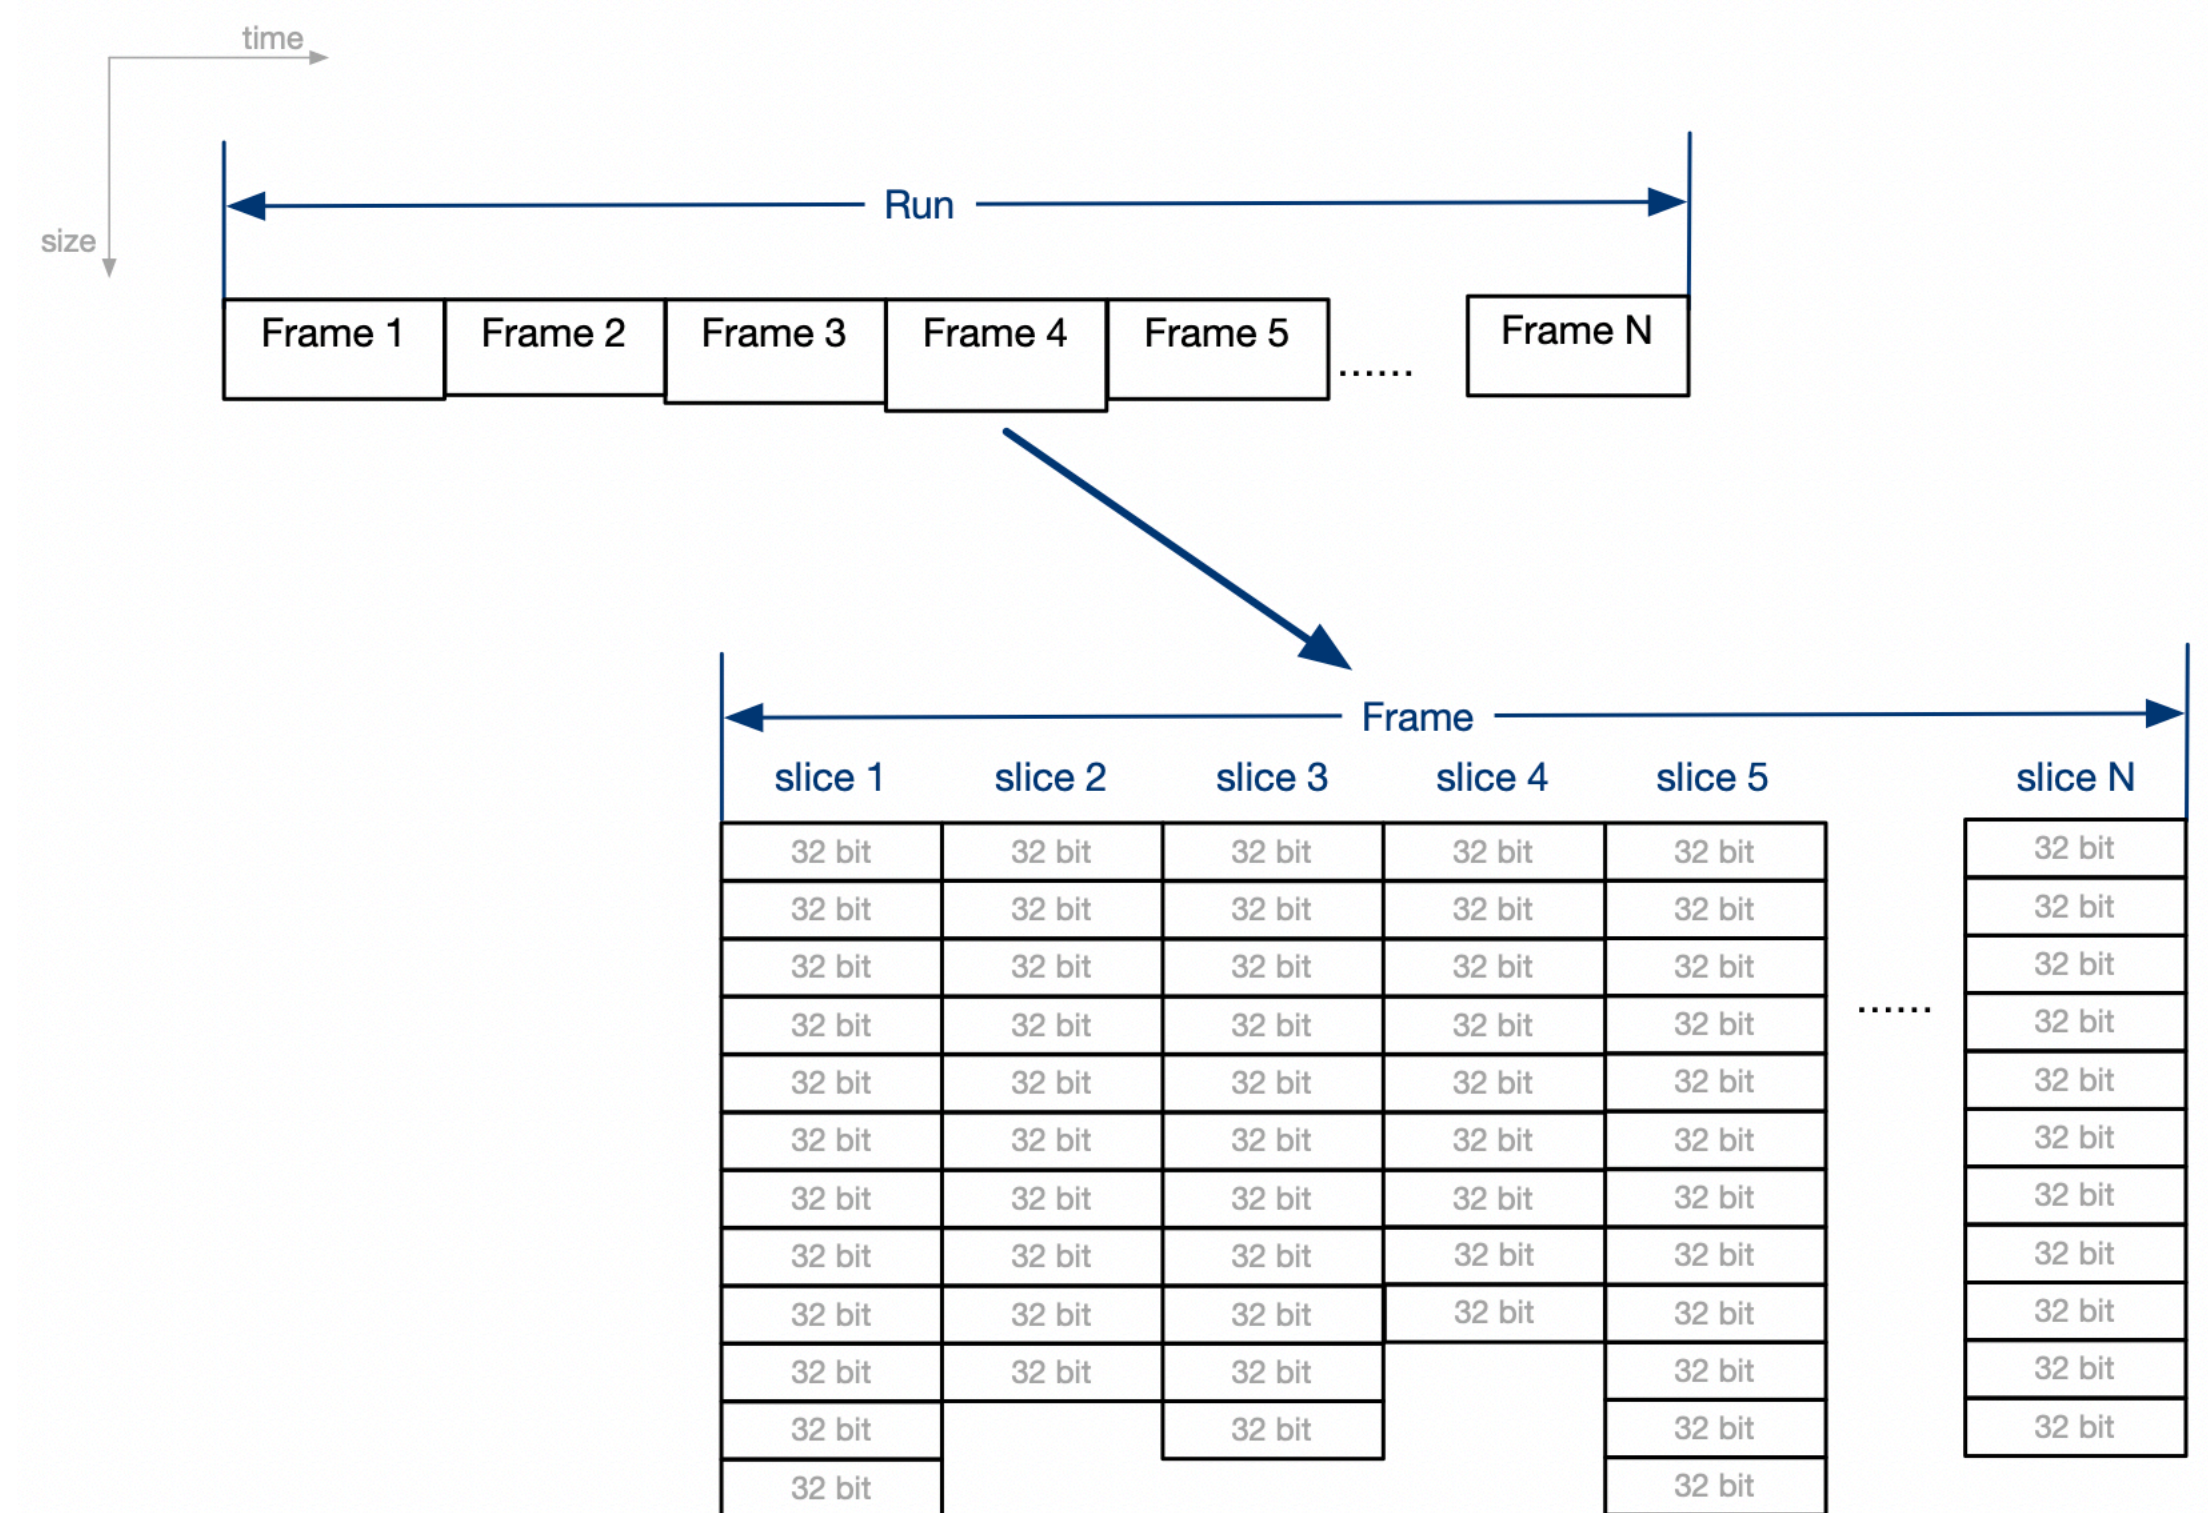 time
size
Run
Frame 1 Frame 2 Frame 3 Frame 4 Frame 5 ...... Frame N
Frame
slice 1 slice 2 slice 3 slice 4 slice 5 slice N
32 bit 32 bit 32 bit 32 bit 32 bit 32 bit
32 bit 32 bit 32 bit 32 bit 32 bit 32 bit
32 bit 32 bit 32 bit 32 bit 32 bit 32 bit
32 bit 32 bit 32 bit 32 bit 32 bit ...... 32 bit
32 bit 32 bit 32 bit 32 bit 32 bit 32 bit
32 bit 32 bit 32 bit 32 bit 32 bit 32 bit
32 bit 32 bit 32 bit 32 bit 32 bit 32 bit
32 bit 32 bit 32 bit 32 bit 32 bit 32 bit
32 bit 32 bit 32 bit 32 bit 32 bit 32 bit
32 bit 32 bit 32 bit 32 bit 32 bit
32 bit 32 bit 32 bit 32 bit
32 bit 32 bit